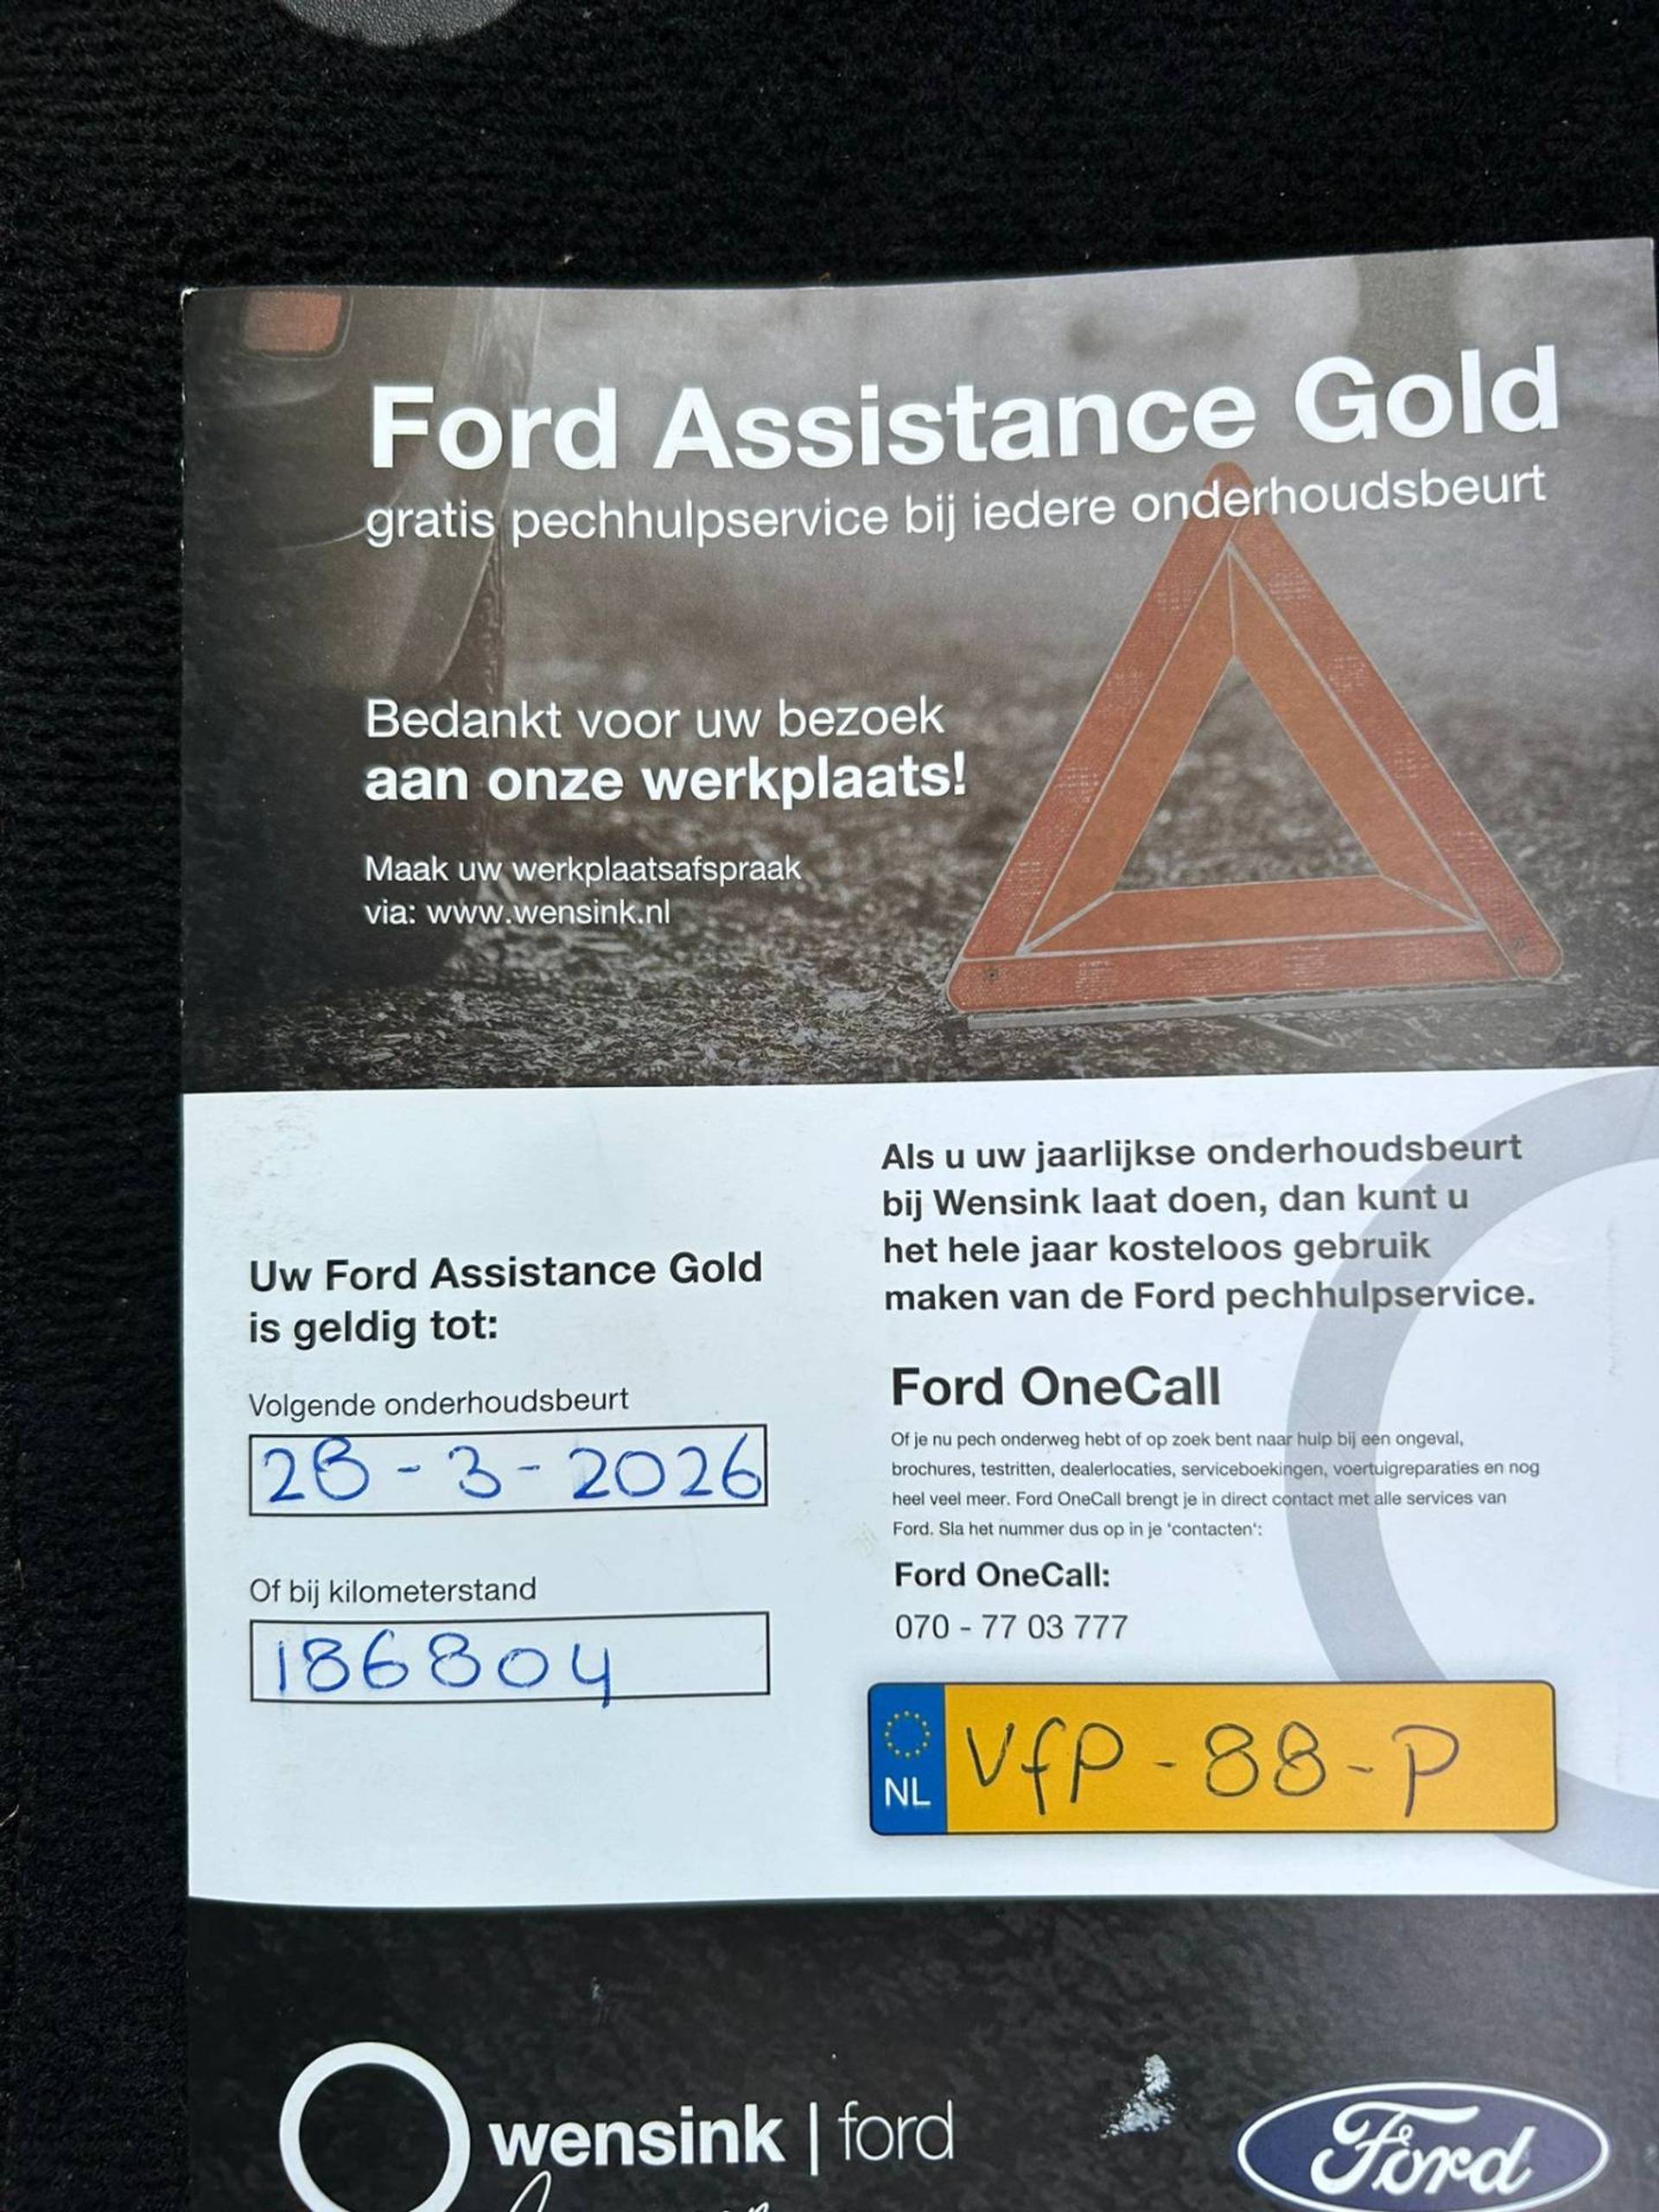 Ford Assistance Gold
gratis pechhulpservice bij iedere onderhoudsbeurt
Bedankt voor uw bezoek
aan onze werkplaats!
Maak uw werkplaatsafspraak
via: www.wensink.nl
Uw Ford Assistance Gold
is geldig tot:
Volgende onderhoudsbeurt
28-3-2026
Of bij kilometerstand
186804
Als u uw jaarlijkse onderhoudsbeurt
bij Wensink laat doen, dan kunt u
het hele jaar kosteloos gebruik
maken van de Ford pechhulpservice.
Ford OneCall
Of je nu pech onderweg hebt of op zoek bent naar hulp bij een ongeval,
brochures, testritten, dealerlocaties, serviceboekingen, voertuigreparaties en nog
heel veel meer. Ford OneCall brengt je in direct contact met alle services van
Ford. Sla het nummer dus op in je 'contacten':
Ford OneCall:
070 - 77 03 777
NL
VfP-88-P
wensink | ford
Ford